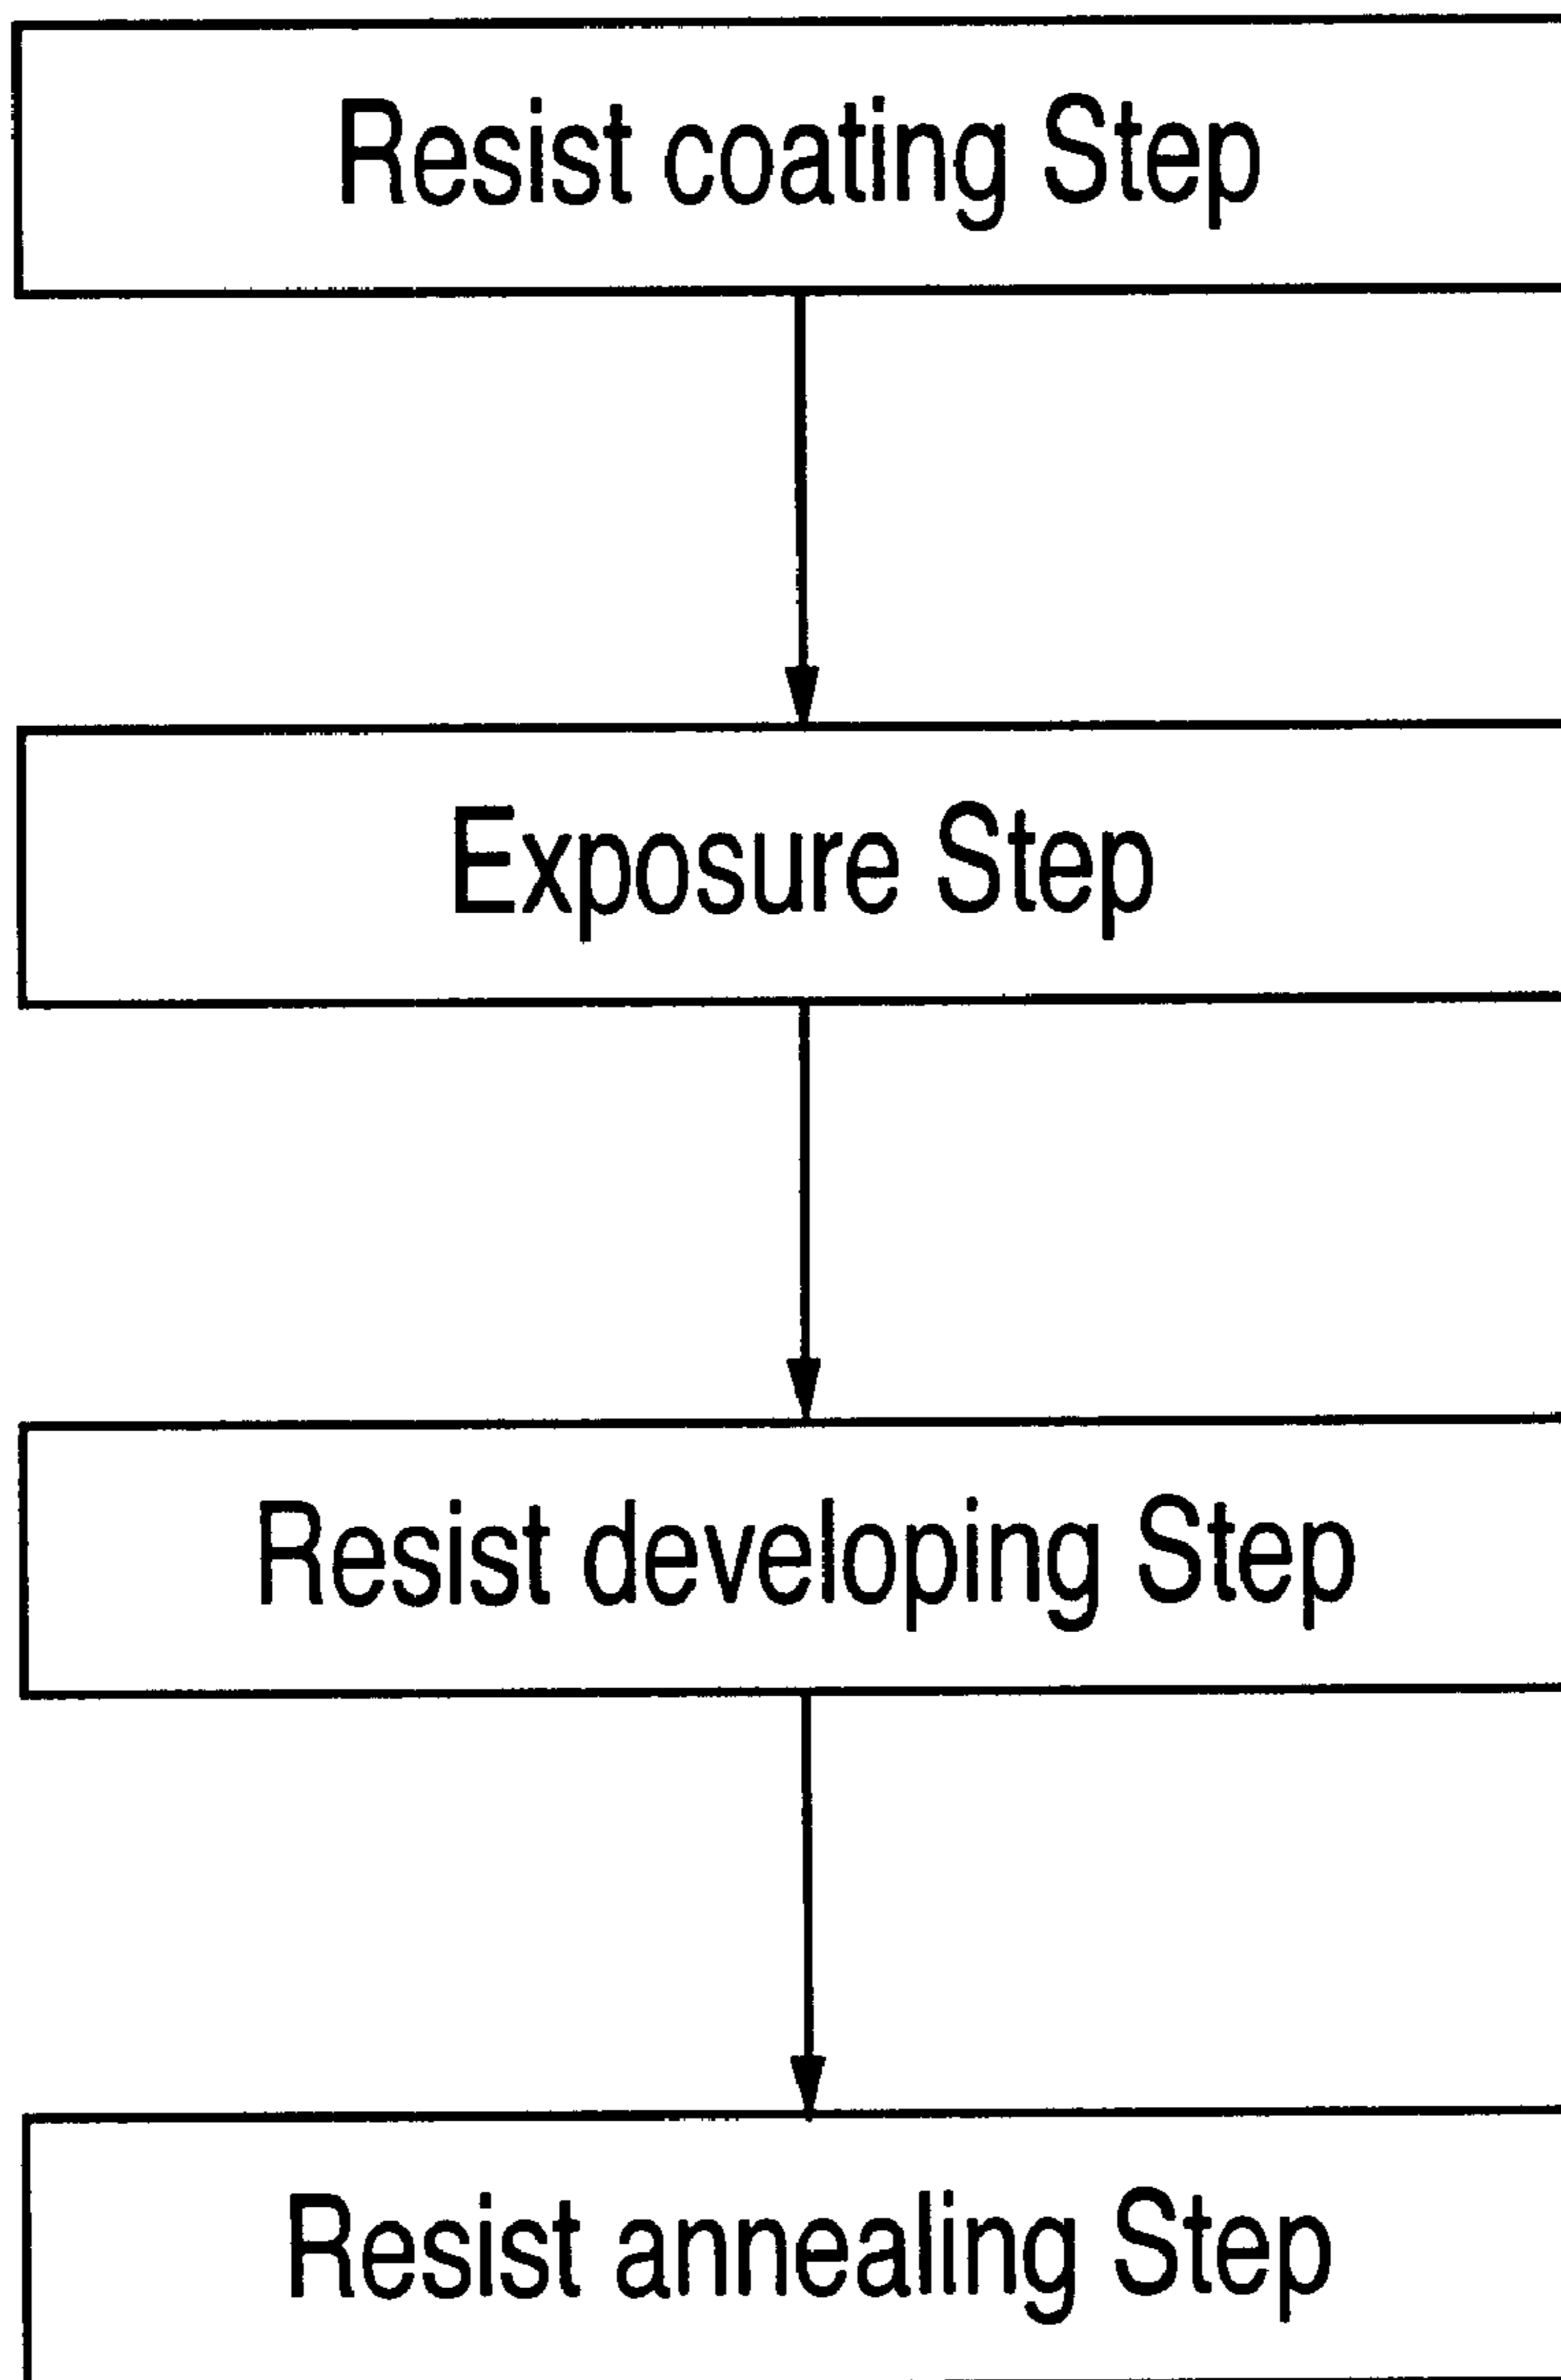 Resist coating Step
Exposure Step
Resist developing Step
Resist annealing Step